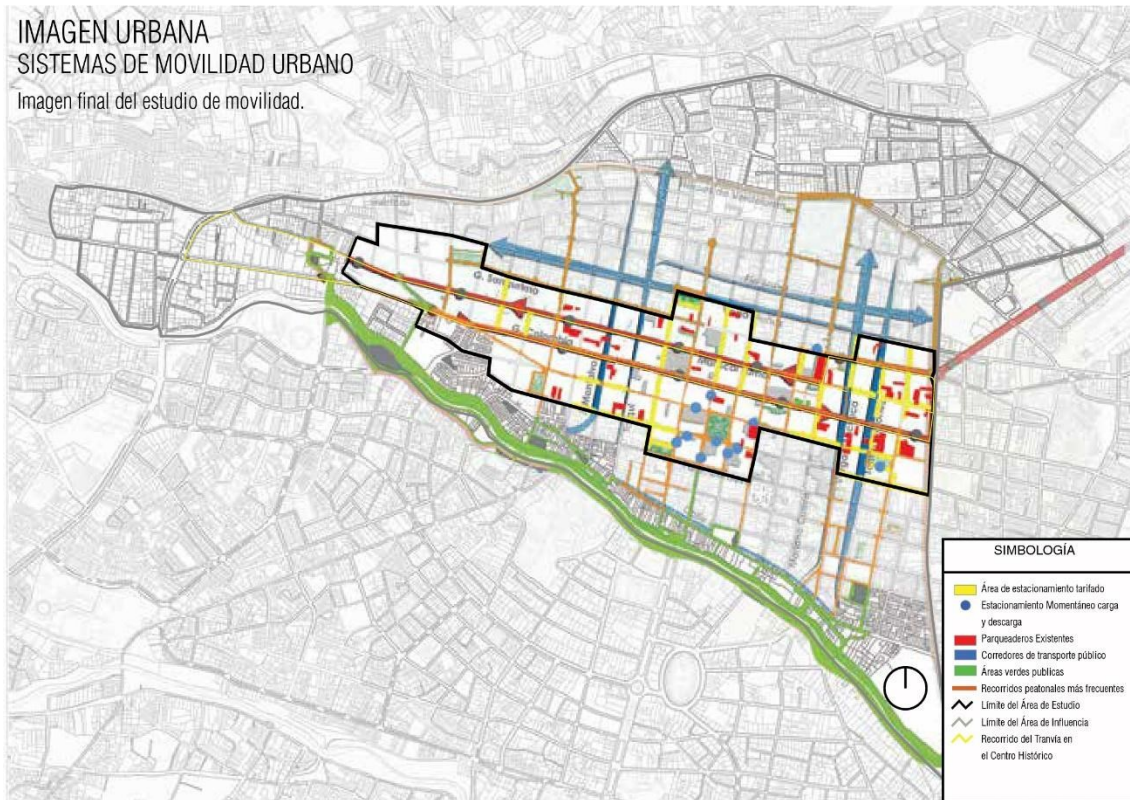 IMAGEN URBANA
SISTEMAS DE MOVILIDAD URBANO
Imagen final del estudio de movilidad.
G. Sangurima
SIMBOLOGÍA
Área de estacionamiento tarifado
Estacionamiento Momentáneo carga
y descarga
Parqueaderos Existentes
Corredores de transporte público
Áreas verdes publicas
Recorridos peatonales más frecuentes
Límite del Área de Estudio
Límite del Área de Influencia
Recorrido del Tranvía en
el Centro Histórico